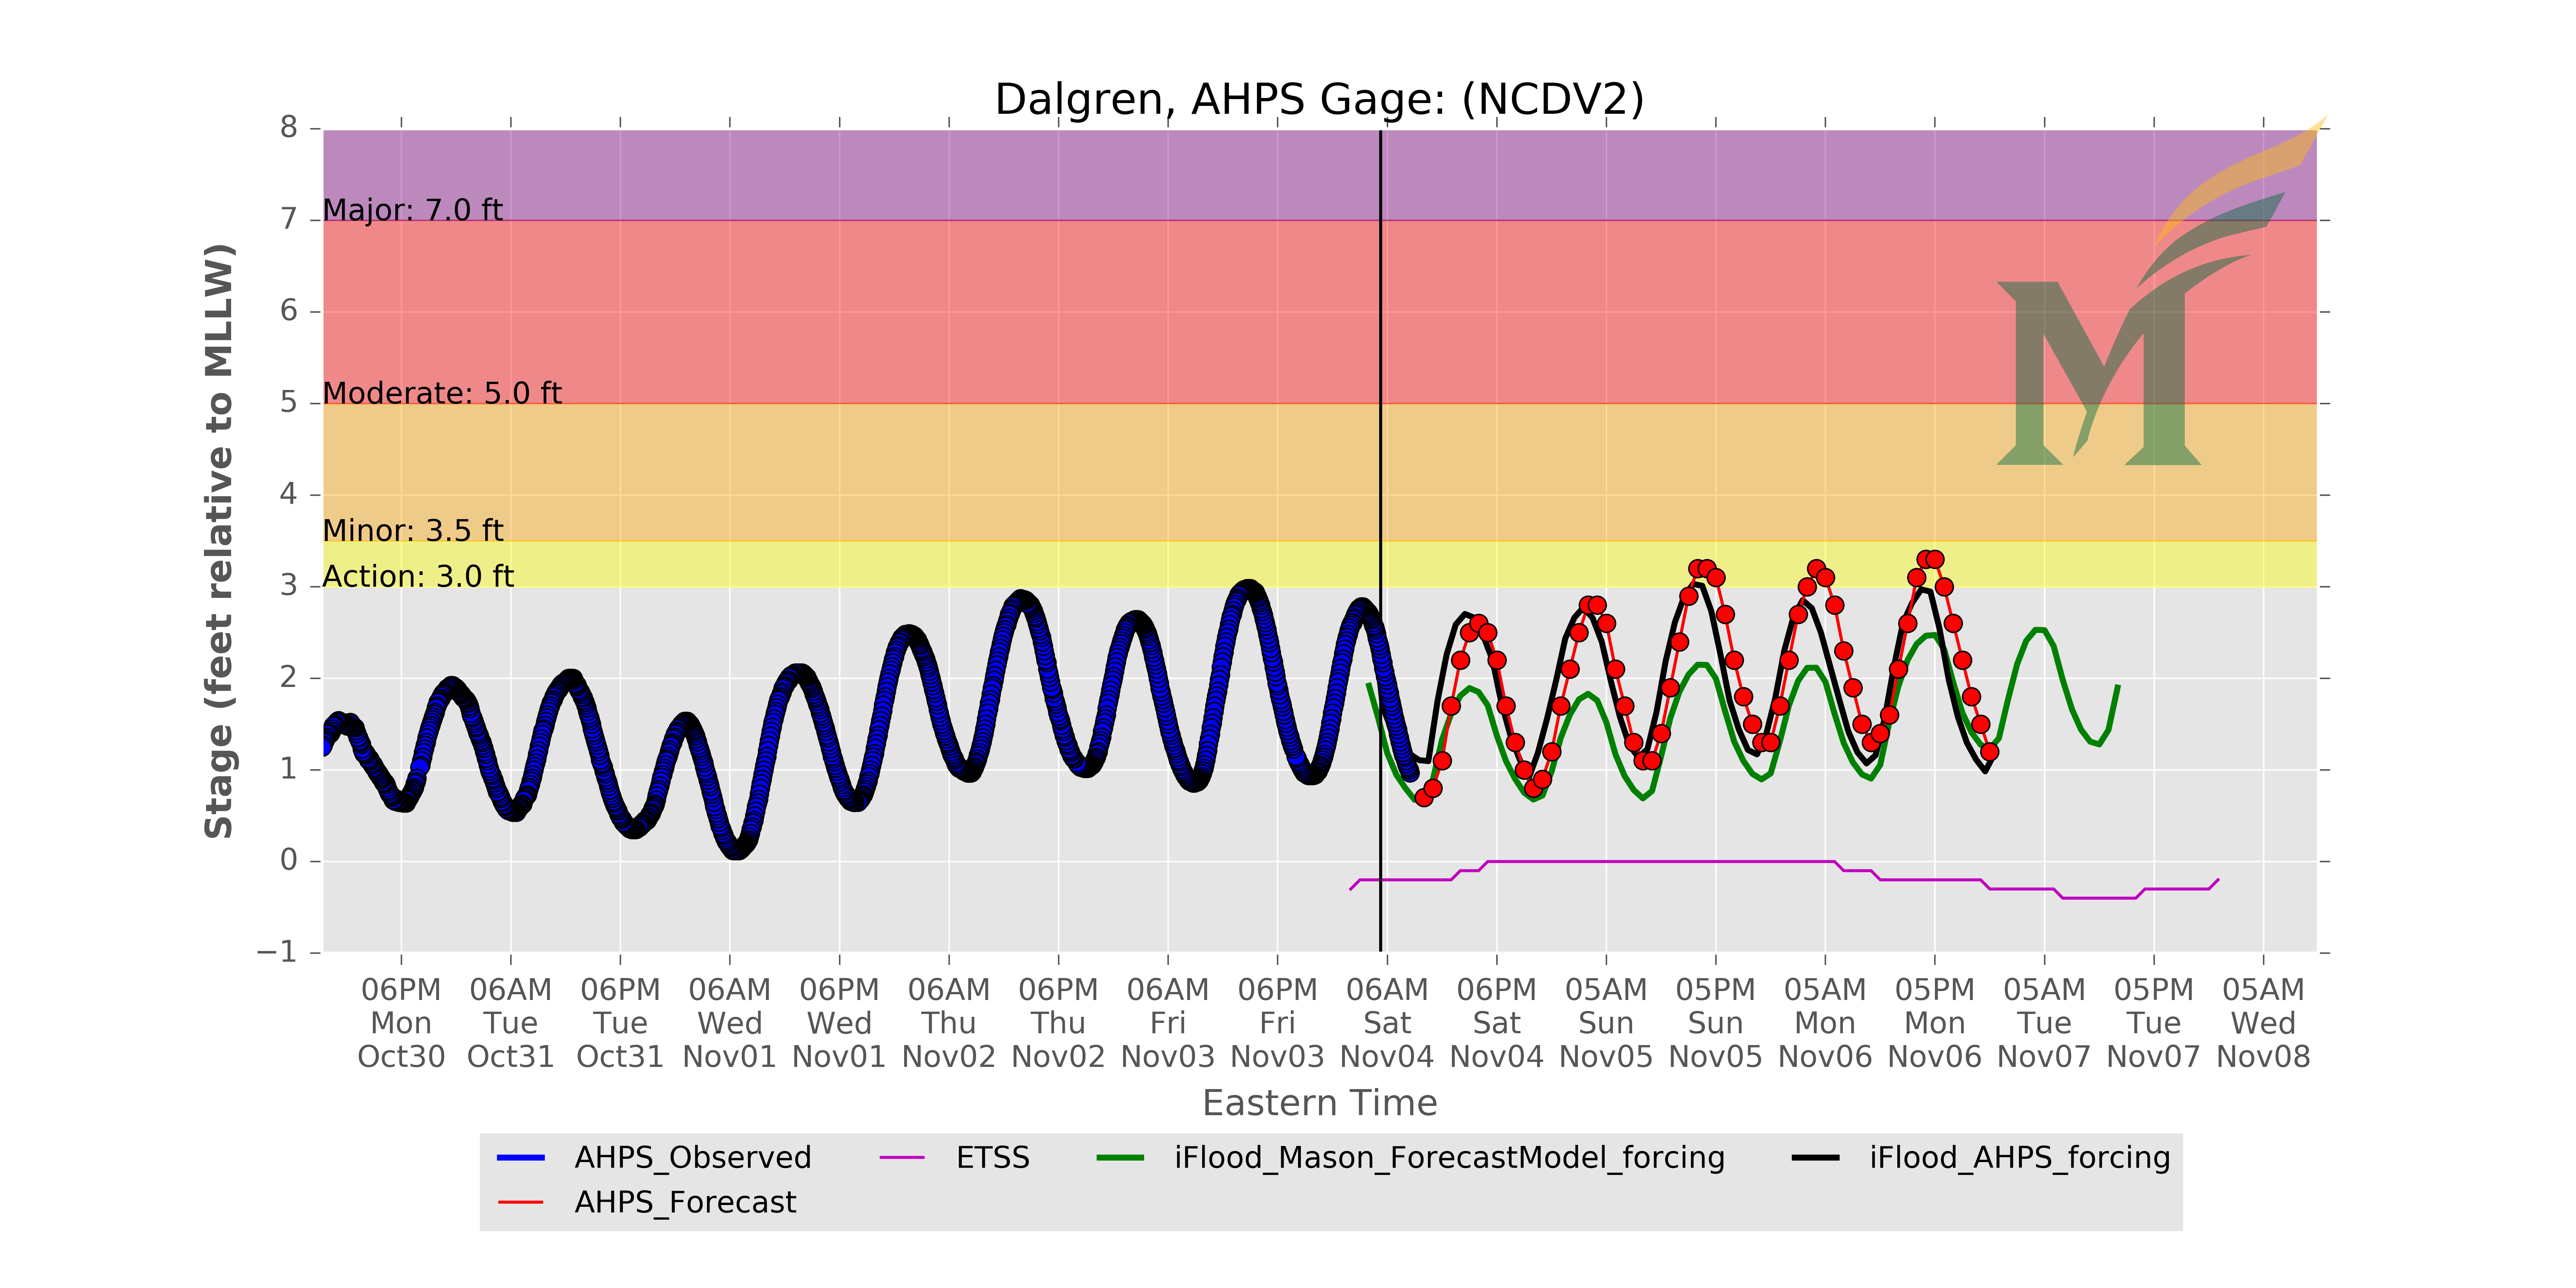 Dalgren, AHPS Gage: (NCDV2)
8
7
6
5
4
3
2
1
0
−1
Stage (feet relative to MLLW)
Major: 7.0 ft
Moderate: 5.0 ft
Minor: 3.5 ft
Action: 3.0 ft
M
06PM Mon Oct30
06AM Tue Oct31
06PM Tue Oct31
06AM Wed Nov01
06PM Wed Nov01
06AM Thu Nov02
06PM Thu Nov02
06AM Fri Nov03
06PM Fri Nov03
06AM Sat Nov04
06PM Sat Nov04
05AM Sun Nov05
05PM Sun Nov05
05AM Mon Nov06
05PM Mon Nov06
05AM Tue Nov07
05PM Tue Nov07
05AM Wed Nov08
Eastern Time
AHPS_Observed
AHPS_Forecast
ETSS
iFlood_Mason_ForecastModel_forcing
iFlood_AHPS_forcing